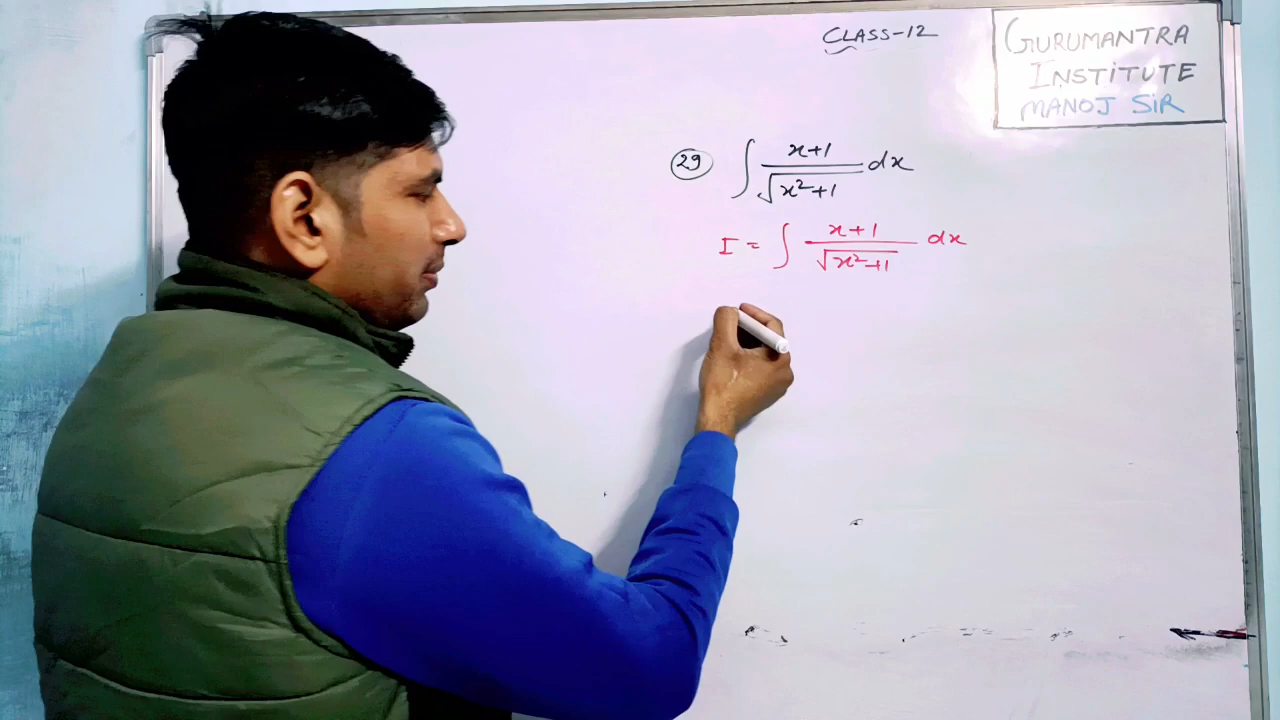 CLASS-12
GURUMANTRA
INSTITUTE
MANOJ SIR
29 ∫ x+1 / √x²+1 dx
I = ∫ x+1 / √x²+1 dx